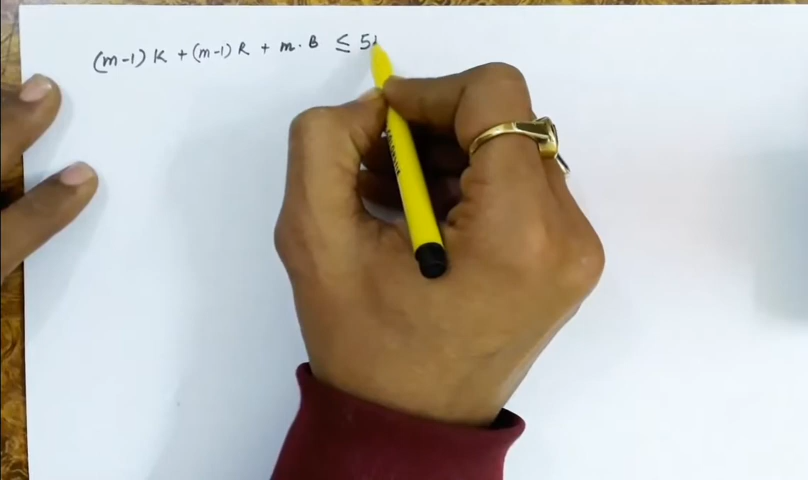 (m-1) K + (m-1) R + m. B ≤